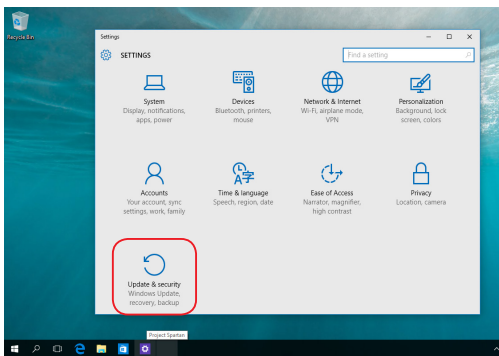 Recycle Bin
Settings
SETTINGS
Find a setting
System
Display, notifications,
apps, power
Devices
Bluetooth, printers,
mouse
Network & Internet
Wi-Fi, airplane mode,
VPN
Personalization
Background, lock
screen, colors
Accounts
Your account, sync
settings, work, family
Time & language
Speech, region, date
Ease of Access
Narrator, magnifier,
high contrast
Privacy
Location, camera
Update & security
Windows Update,
recovery, backup
Project Spartan